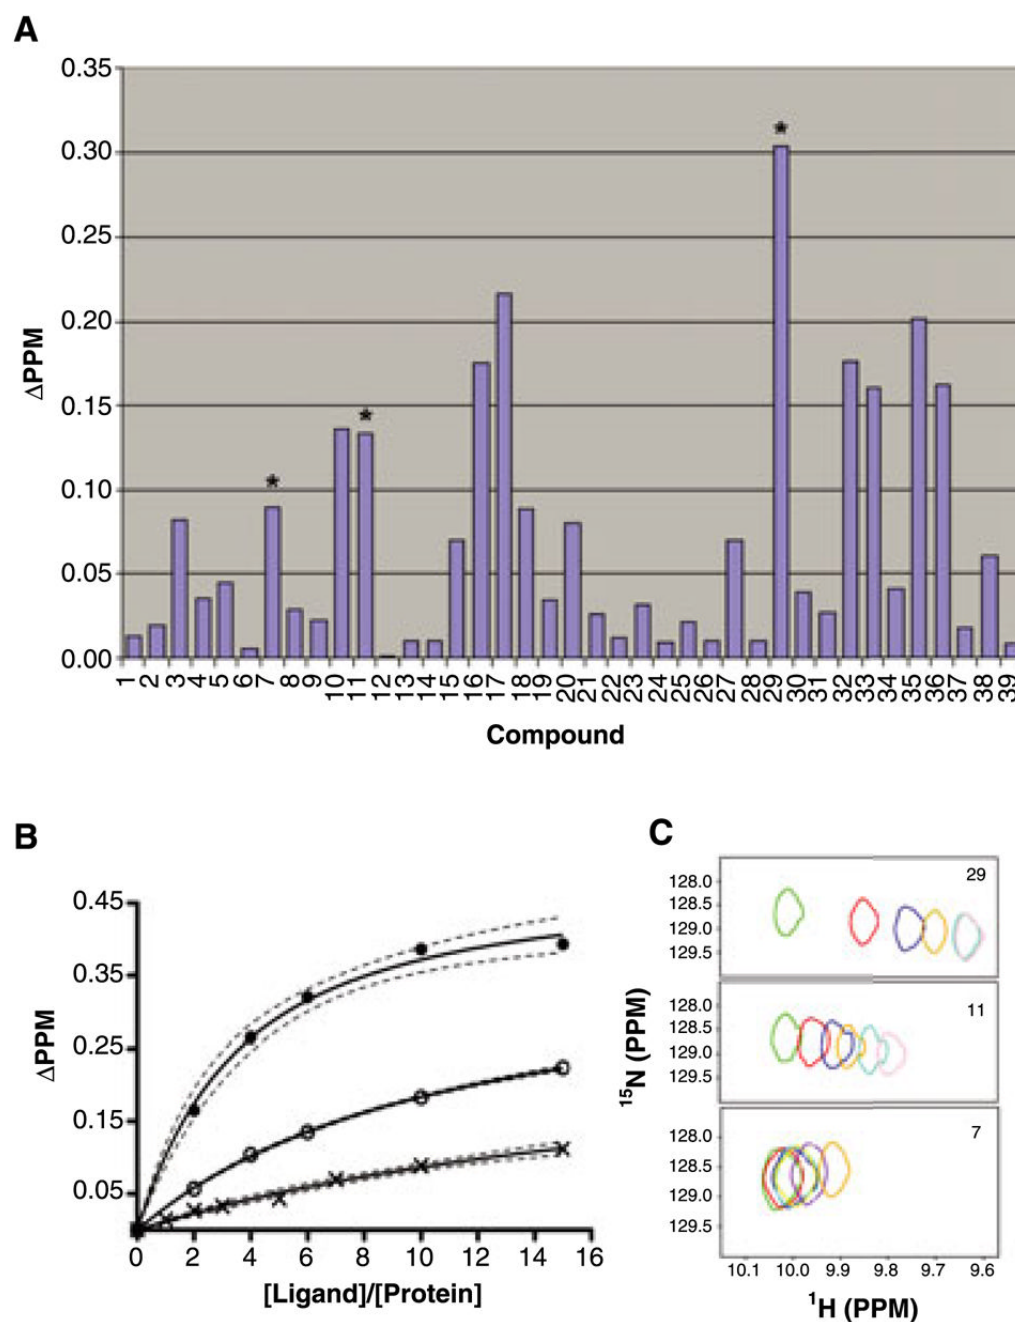 A
0.35
0.30
0.25
0.20
0.15
0.10
0.05
0.00
ΔPPM
* * *
1 2 3 4 5 6 7 8 9 10 11 12 13 14 15 16 17 18 19 20 21 22 23 24 25 26 27 28 29 30 31 32 33 34 35 36 37 38 39
Compound
B
0.45
0.35
0.25
0.15
0.05
ΔPPM
0 2 4 6 8 10 12 14 16
[Ligand]/[Protein]
C
29
128.0
128.5
129.0
129.5
11
128.0
128.5
129.0
129.5
7
128.0
128.5
129.0
129.5
¹⁵N (PPM)
10.1 10.0 9.9 9.8 9.7 9.6
¹H (PPM)